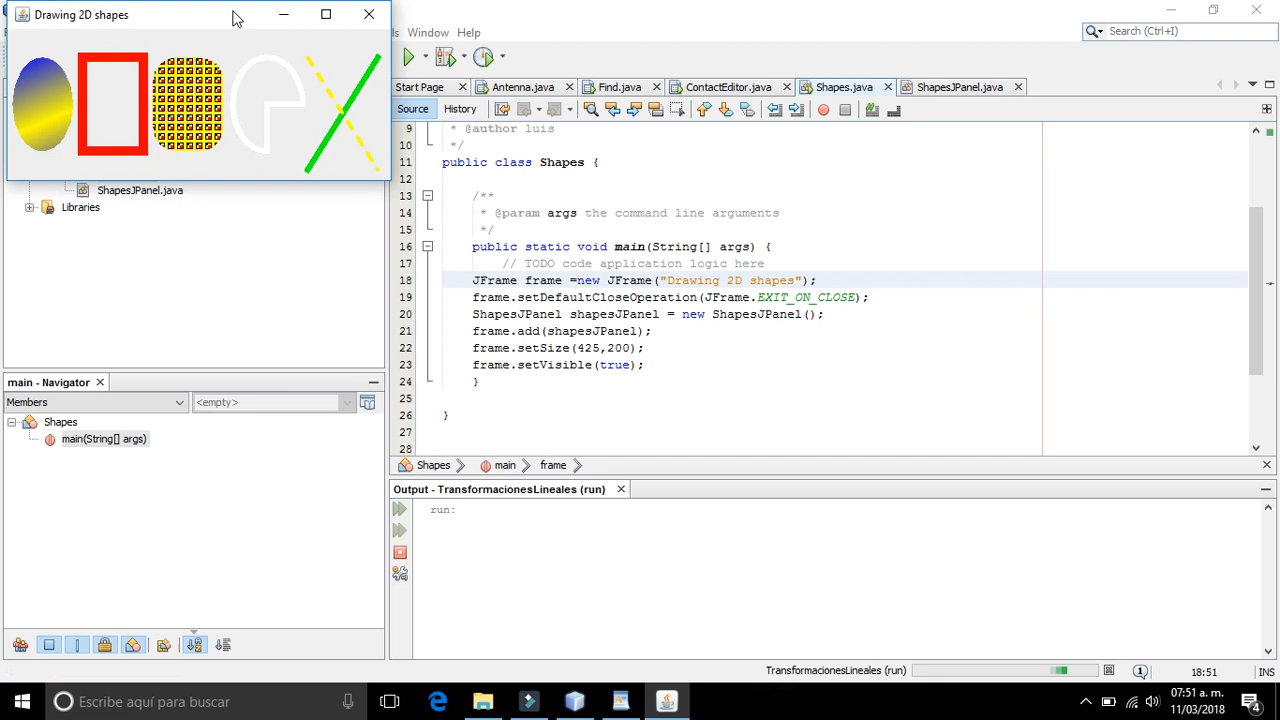 Drawing 2D shapes
ls Window Help
Search (Ctrl+I)
Start Page Antenna.java Find.java ContactEditor.java Shapes.java ShapesJPanel.java
Source History
9 * @author luis
10 */
11 public class Shapes {
12
13 /**
14 * @param args the command line arguments
15 */
16 public static void main(String[] args) {
17 // TODO code application logic here
18 JFrame frame =new JFrame("Drawing 2D shapes");
19 frame.setDefaultCloseOperation(JFrame.EXIT_ON_CLOSE);
20 ShapesJPanel shapesJPanel = new ShapesJPanel();
21 frame.add(shapesJPanel);
22 frame.setSize(425,200);
23 frame.setVisible(true);
24 }
25
26 }
27
28
ShapesJPanel.java
Libraries
main - Navigator
Members <empty>
Shapes
main(String[] args)
Shapes main frame
Output - TransformacionesLineales (run)
run:
TransformacionesLineales (run) 1 18:51 INS
Escribe aquí para buscar
07:51 a. m.
11/03/2018
4